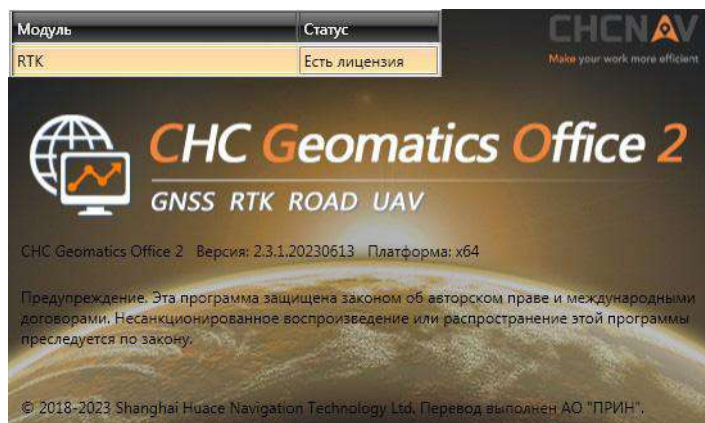 Модуль Статус
RTK Есть лицензия
CHCNAV
Make your work more efficient
CHC Geomatics Office 2
GNSS RTK ROAD UAV
CHC Geomatics Office 2 Версия: 2.3.1.20230613 Платформа: x64
Предупреждение. Эта программа защищена законом об авторском праве и международными
договорами. Несанкционированное воспроизведение или распространение этой программы
преследуется по закону.
© 2018-2023 Shanghai Huace Navigation Technology Ltd. Перевод выполнен АО "ПРИН".